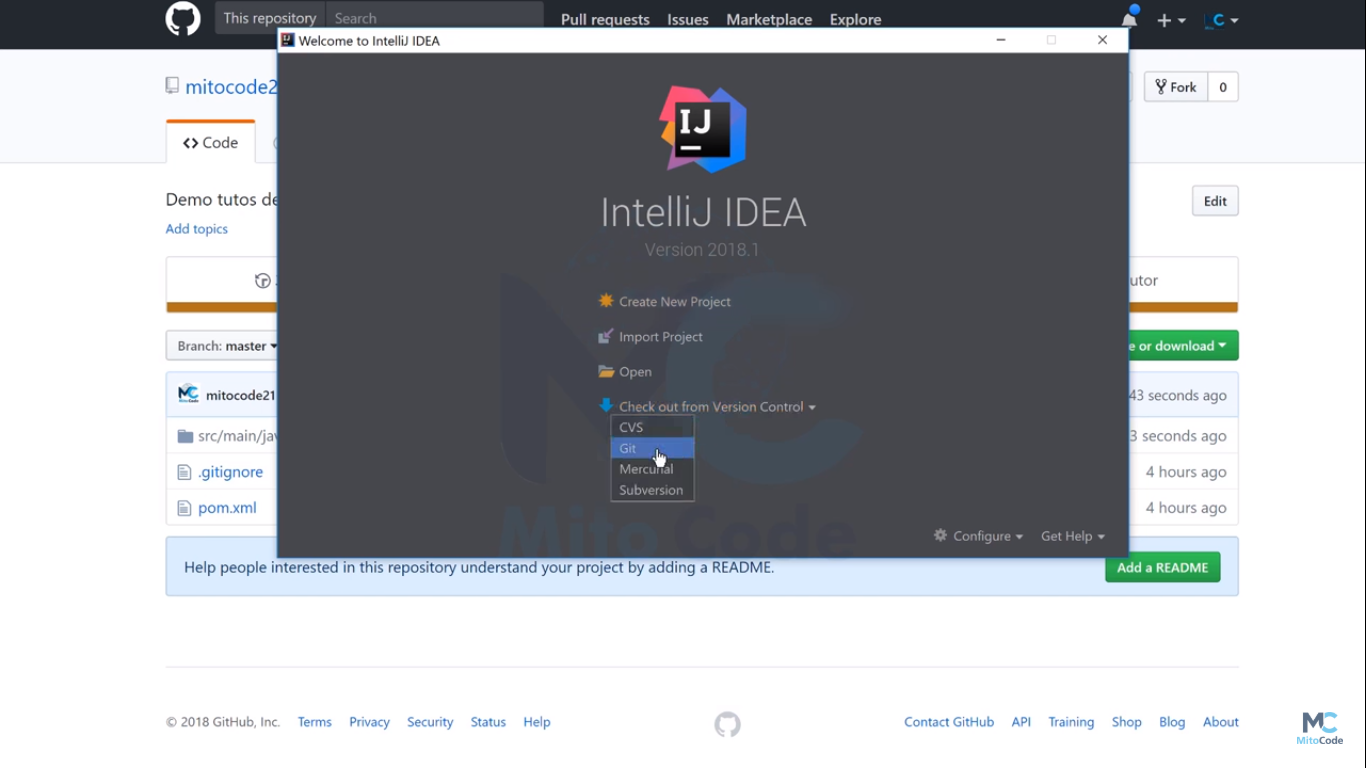 This repository Search Pull requests Issues Marketplace Explore
Welcome to IntelliJ IDEA
mitocode2
Fork 0
Code
IJ
IntelliJ IDEA
Version 2018.1
Demo tutos de
Edit
Add topics
utor
Create New Project
Import Project
Branch: master
e or download
Open
mitocode21
43 seconds ago
Check out from Version Control
CVS
src/main/jav
3 seconds ago
Git
Mercurial
.gitignore
4 hours ago
Subversion
pom.xml
4 hours ago
Mito Code
Configure Get Help
Help people interested in this repository understand your project by adding a README.
Add a README
© 2018 GitHub, Inc. Terms Privacy Security Status Help
Contact GitHub API Training Shop Blog About
MC
MitoCode